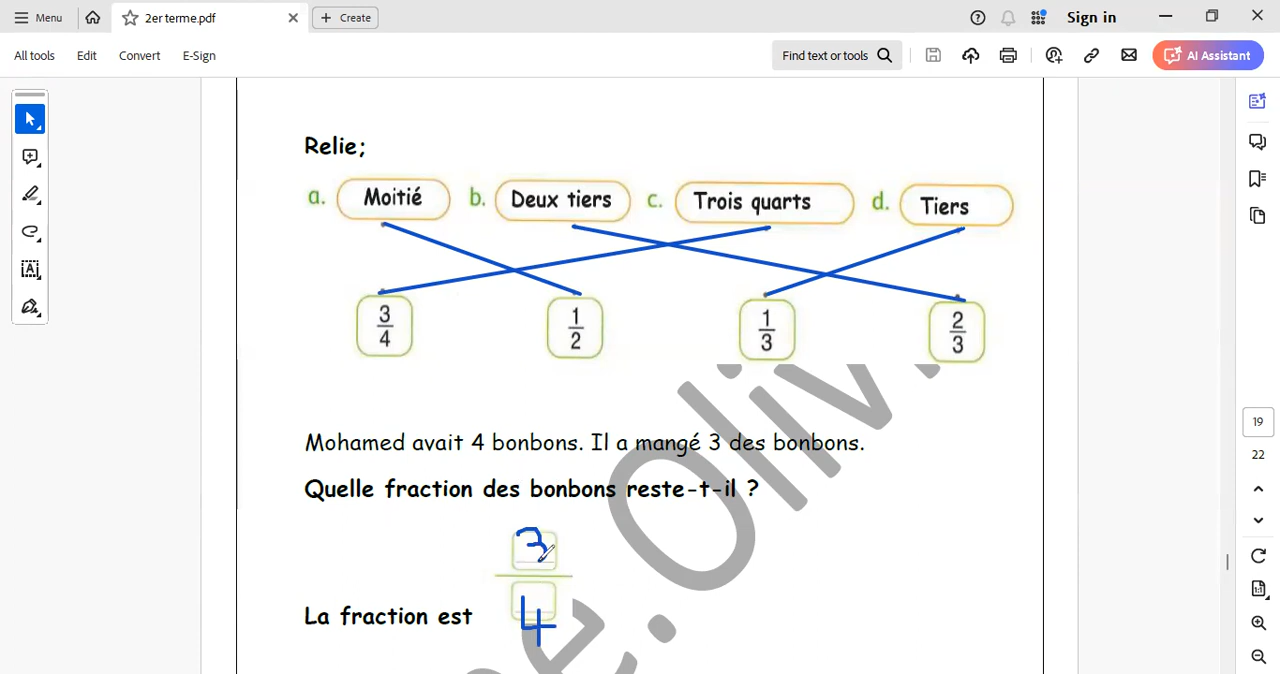 Menu
2er terme.pdf
Create
Sign in
All tools
Edit
Convert
E-Sign
Find text or tools
AI Assistant
Relie;
a. Moitié b. Deux tiers c. Trois quarts d. Tiers
3/4 1/2 1/3 2/3
Mohamed avait 4 bonbons. Il a mangé 3 des bonbons.
Quelle fraction des bonbons reste-t-il ?
3
La fraction est
4
19
22